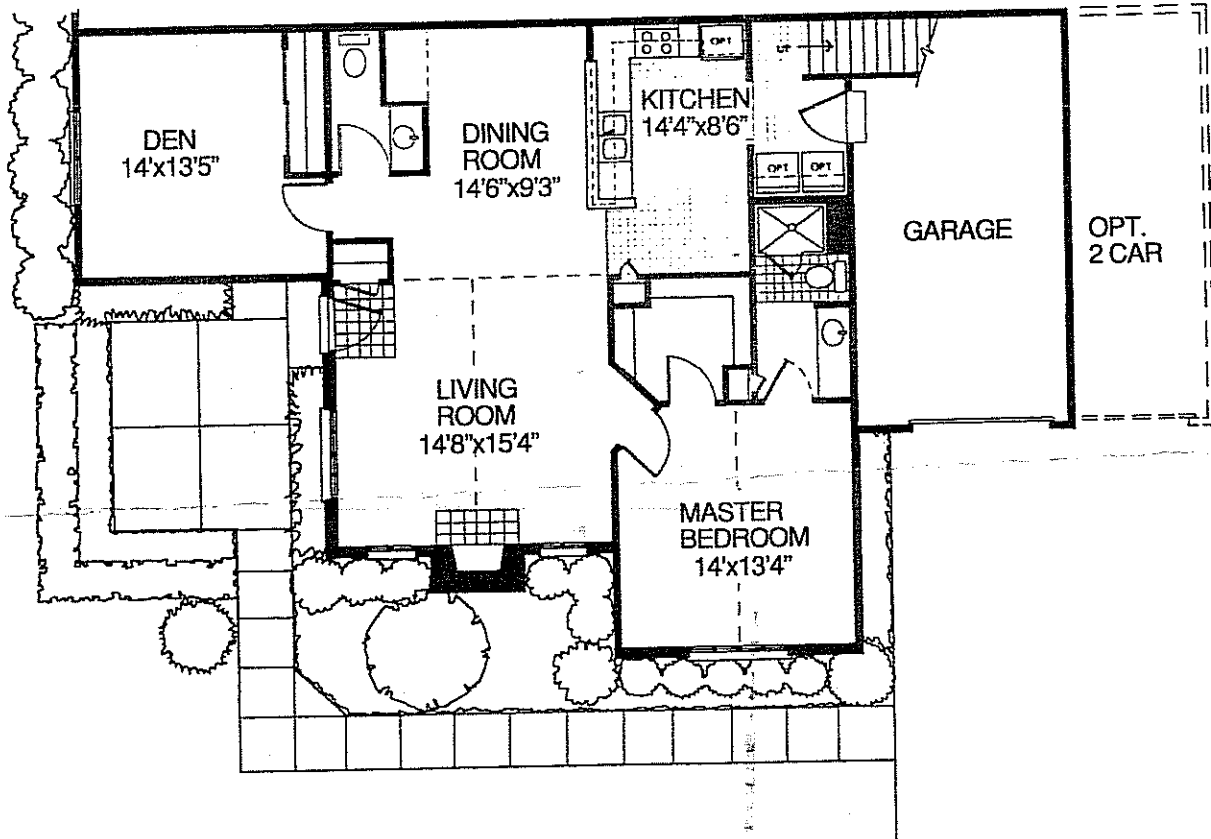 DEN
14'x13'5"
DINING
ROOM
14'6"x9'3"
KITCHEN
14'4"x8'6"
OPT
OPT
OPT
GARAGE
OPT.
2 CAR
LIVING
ROOM
14'8"x15'4"
MASTER
BEDROOM
14'x13'4"